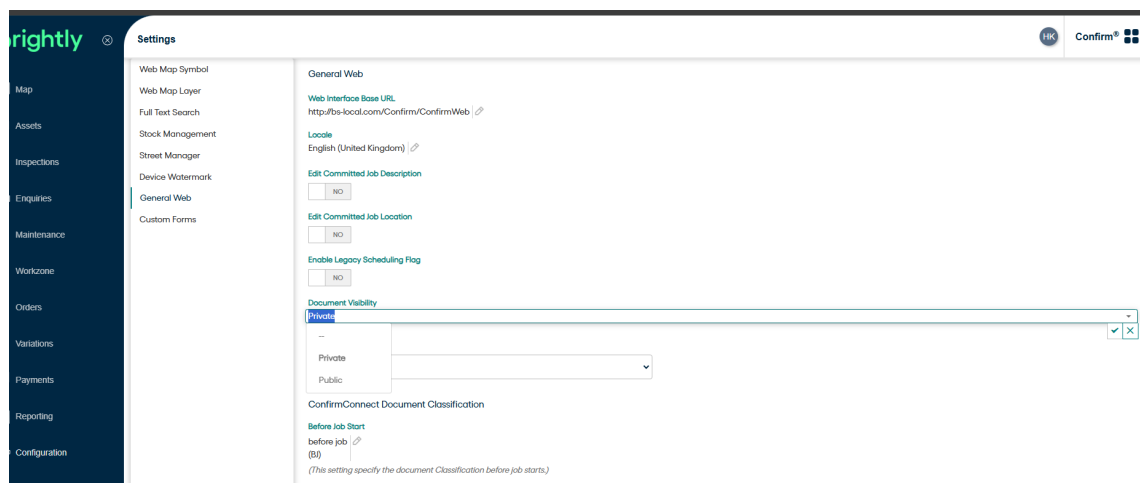 rightly
Settings
HK
Confirm®
Map
Assets
Inspections
Enquiries
Maintenance
Workzone
Orders
Variations
Payments
Reporting
Configuration
Web Map Symbol
Web Map Layer
Full Text Search
Stock Management
Street Manager
Device Watermark
General Web
Custom Forms
General Web
Web Interface Base URL
http://bs-local.com/Confirm/ConfirmWeb
Locale
English (United Kingdom)
Edit Committed Job Description
NO
Edit Committed Job Location
NO
Enable Legacy Scheduling Flag
NO
Document Visibility
Private
--
Private
Public
ConfirmConnect Document Classification
Before Job Start
before job
(BJ)
(This setting specify the document Classification before job starts.)